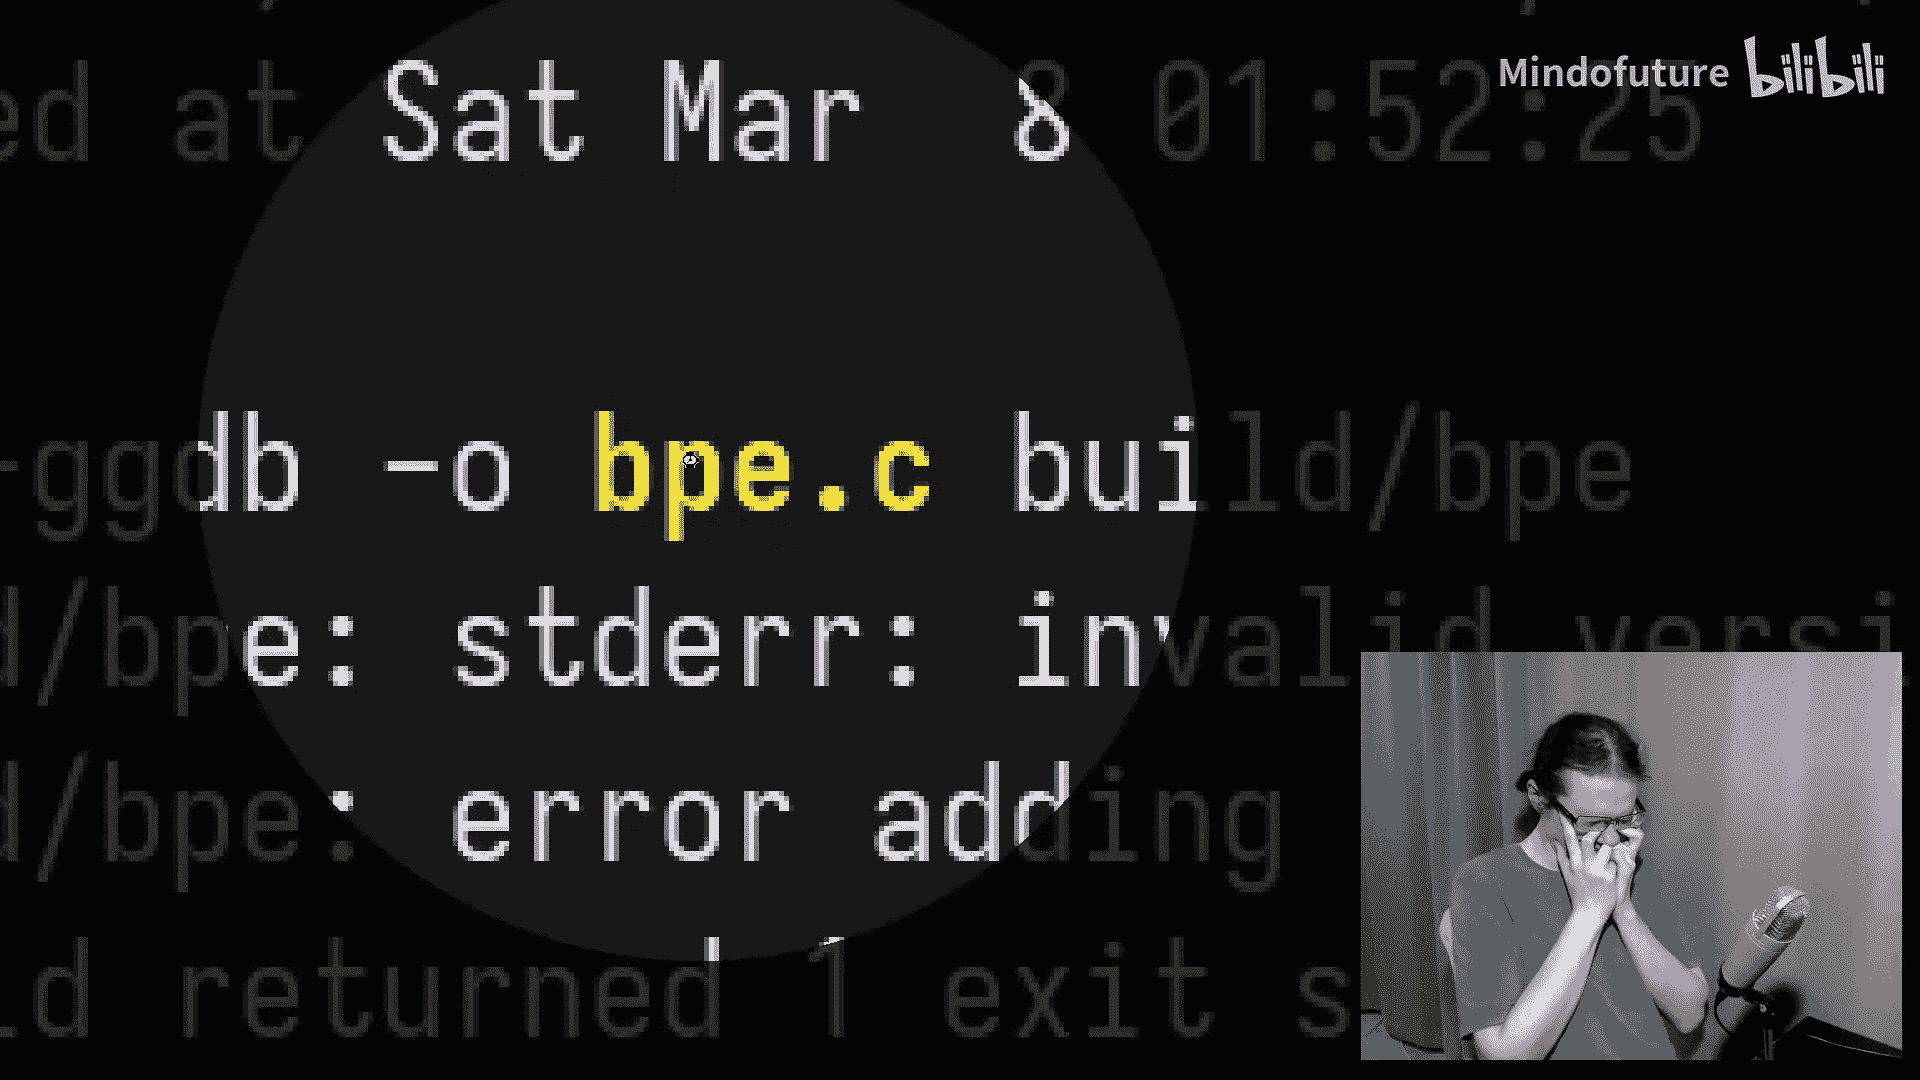 Mindofuture bilibili
ed at Sat Mar 8 01:52:25
-ggdb -o bpe.c build/bpe
d/bpe: stderr: invalid versi
d/bpe: error adding
ld returned 1 exit s